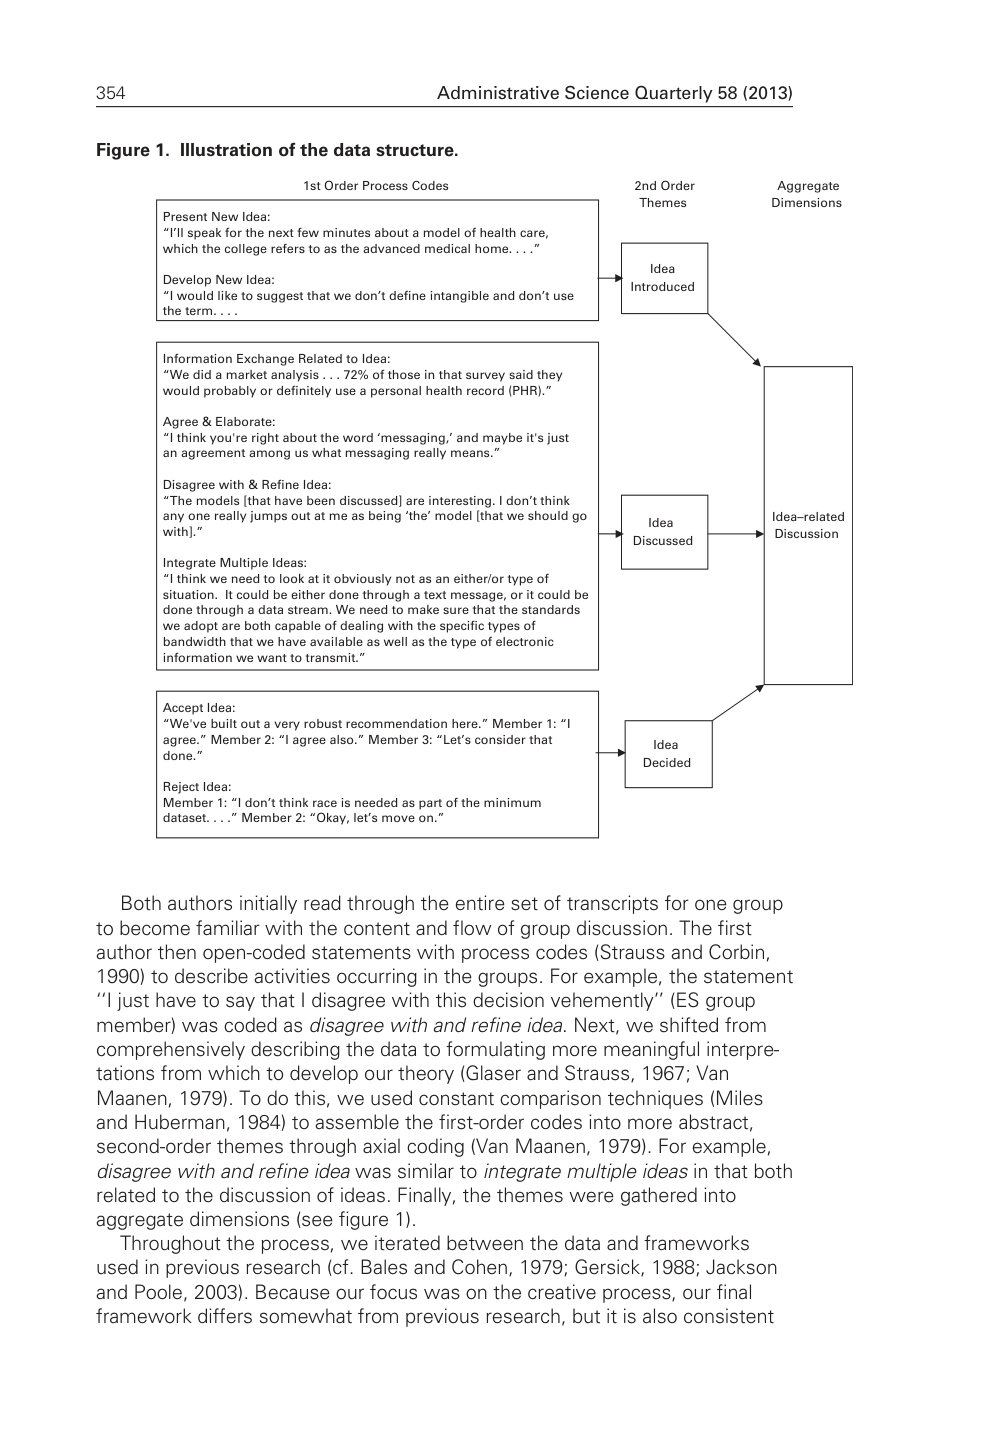 354
Administrative Science Quarterly 58 (2013)
Figure 1. Illustration of the data structure.
1st Order Process Codes
2nd Order
Themes
Aggregate
Dimensions
Present New Idea:
“I’ll speak for the next few minutes about a model of health care,
which the college refers to as the advanced medical home. . . .”
Develop New Idea:
“I would like to suggest that we don’t define intangible and don’t use
the term. . . .
Idea
Introduced
Information Exchange Related to Idea:
“We did a market analysis . . . 72% of those in that survey said they
would probably or definitely use a personal health record (PHR).”
Agree & Elaborate:
“I think you're right about the word ‘messaging,’ and maybe it's just
an agreement among us what messaging really means.”
Disagree with & Refine Idea:
“The models [that have been discussed] are interesting. I don’t think
any one really jumps out at me as being ‘the’ model [that we should go
with].”
Integrate Multiple Ideas:
“I think we need to look at it obviously not as an either/or type of
situation.  It could be either done through a text message, or it could be
done through a data stream. We need to make sure that the standards
we adopt are both capable of dealing with the specific types of
bandwidth that we have available as well as the type of electronic
information we want to transmit.”
Idea
Discussed
Idea–related
Discussion
Accept Idea:
“We've built out a very robust recommendation here.” Member 1: “I
agree.” Member 2: “I agree also.” Member 3: “Let’s consider that
done.”
Reject Idea:
Member 1: “I don’t think race is needed as part of the minimum
dataset. . . .” Member 2: “Okay, let’s move on.”
Idea
Decided
Both authors initially read through the entire set of transcripts for one group
to become familiar with the content and flow of group discussion. The first
author then open-coded statements with process codes (Strauss and Corbin,
1990) to describe activities occurring in the groups. For example, the statement
‘‘I just have to say that I disagree with this decision vehemently’’ (ES group
member) was coded as disagree with and refine idea. Next, we shifted from
comprehensively describing the data to formulating more meaningful interpre-
tations from which to develop our theory (Glaser and Strauss, 1967; Van
Maanen, 1979). To do this, we used constant comparison techniques (Miles
and Huberman, 1984) to assemble the first-order codes into more abstract,
second-order themes through axial coding (Van Maanen, 1979). For example,
disagree with and refine idea was similar to integrate multiple ideas in that both
related to the discussion of ideas. Finally, the themes were gathered into
aggregate dimensions (see figure 1).
Throughout the process, we iterated between the data and frameworks
used in previous research (cf. Bales and Cohen, 1979; Gersick, 1988; Jackson
and Poole, 2003). Because our focus was on the creative process, our final
framework differs somewhat from previous research, but it is also consistent